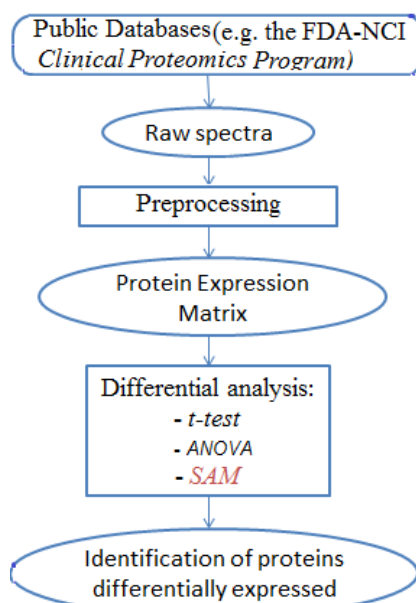 Public Databases(e.g. the FDA-NCI
Clinical Proteomics Program)
Raw spectra
Preprocessing
Protein Expression
Matrix
Differential analysis:
- t-test
- ANOVA
- SAM
Identification of proteins
differentially expressed